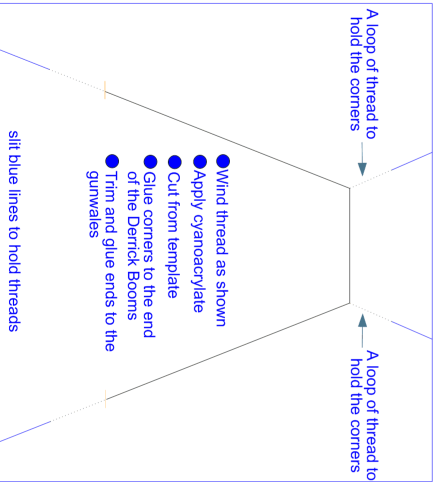 A loop of thread to
hold the corners
A loop of thread to
hold the corners
Wind thread as shown
Apply cyanoacrylate
Cut from template
Glue corners to the end
of the Derrick Booms
Trim and glue ends to the
gunwales
slit blue lines to hold threads